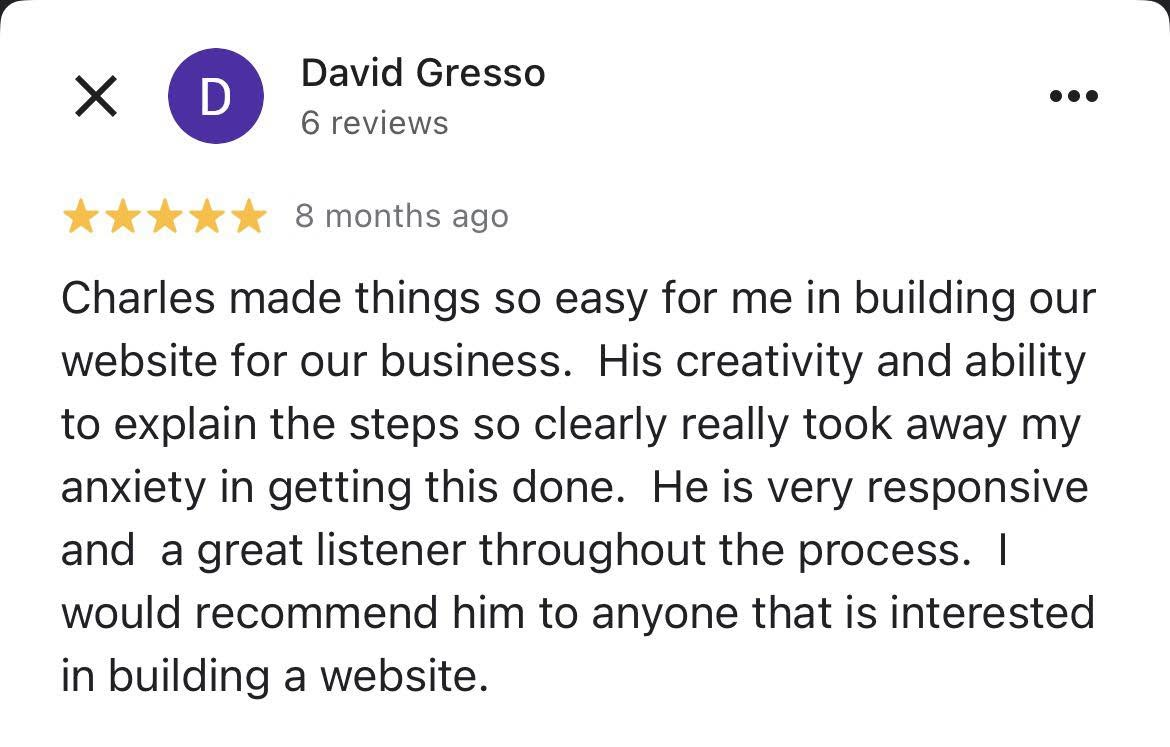 D
David Gresso
6 reviews
8 months ago
Charles made things so easy for me in building our
website for our business.  His creativity and ability
to explain the steps so clearly really took away my
anxiety in getting this done.  He is very responsive
and  a great listener throughout the process.  I
would recommend him to anyone that is interested
in building a website.